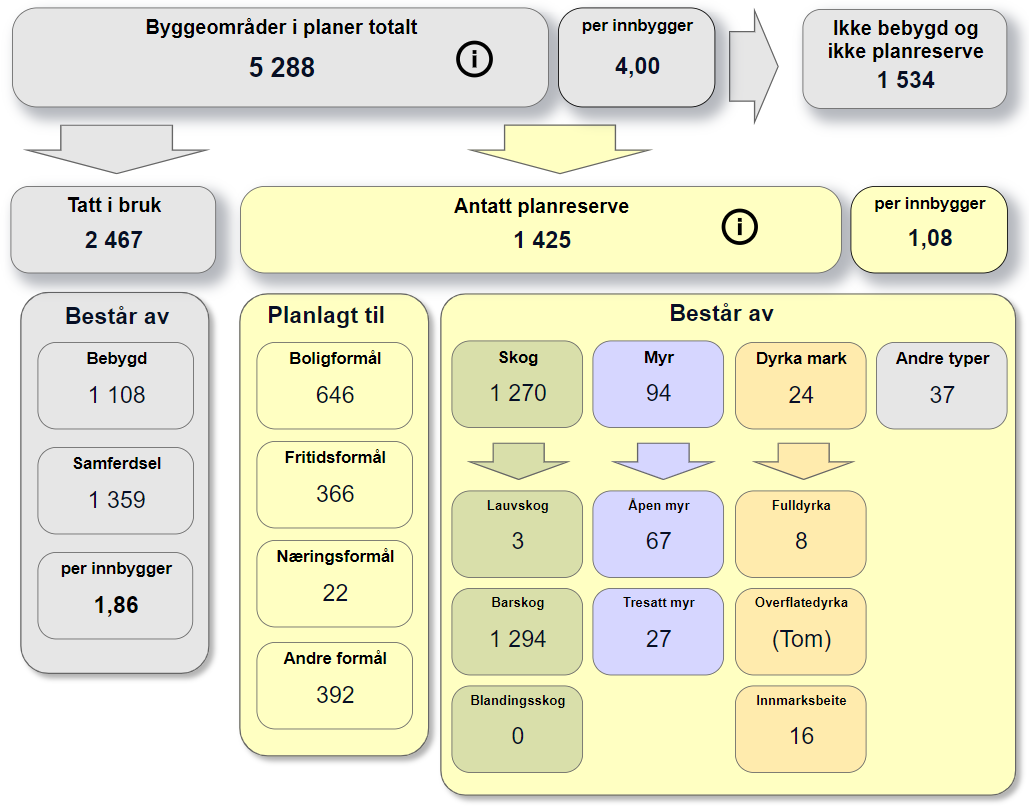 Byggeområder i planer totalt
5 288
i
per innbygger
4,00
Ikke bebygd og
ikke planreserve
1 534
Tatt i bruk
2 467
Antatt planreserve
1 425
i
per innbygger
1,08
Består av
Bebygd
1 108
Samferdsel
1 359
per innbygger
1,86
Planlagt til
Boligformål
646
Fritidsformål
366
Næringsformål
22
Andre formål
392
Består av
Skog
1 270
Myr
94
Dyrka mark
24
Andre typer
37
Lauvskog
3
Åpen myr
67
Fulldyrka
8
Barskog
1 294
Tresatt myr
27
Overflatedyrka
(Tom)
Blandingsskog
0
Innmarksbeite
16